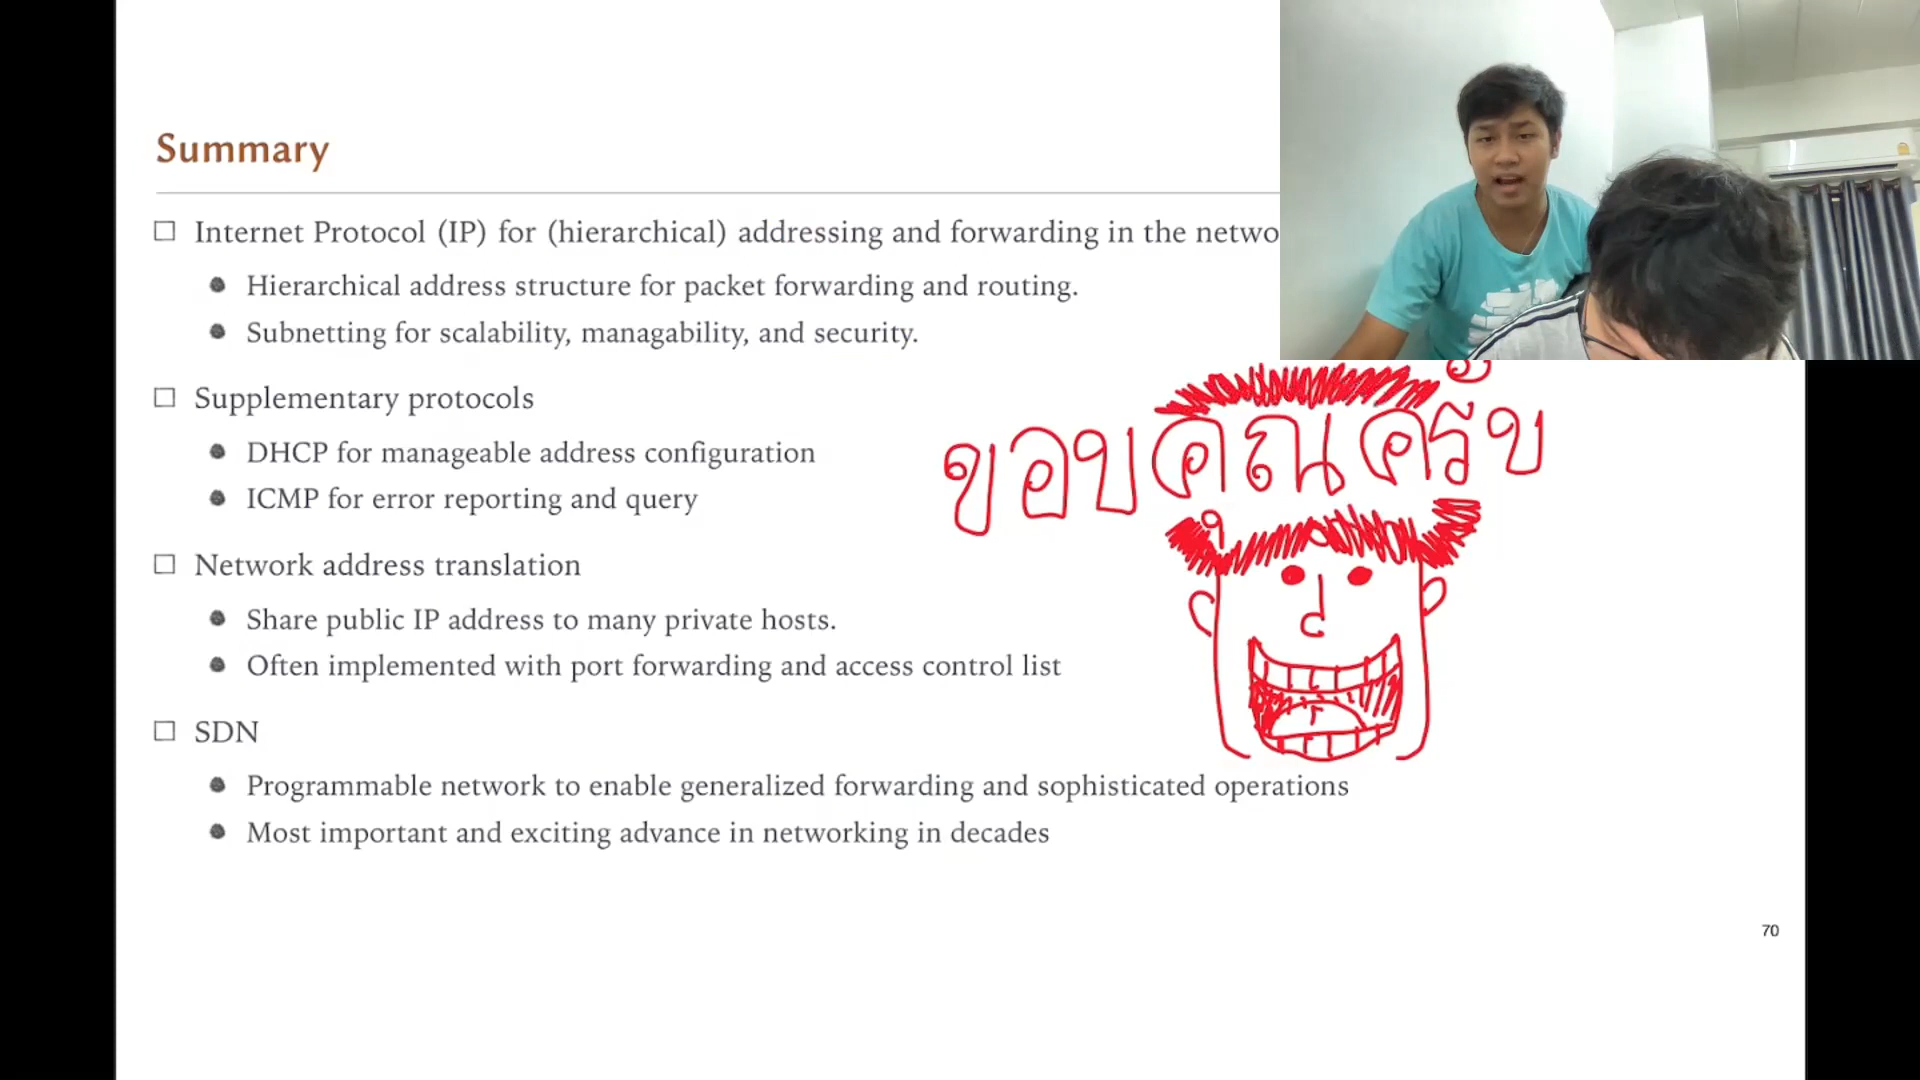 Summary
Internet Protocol (IP) for (hierarchical) addressing and forwarding in the netwo
Hierarchical address structure for packet forwarding and routing.
Subnetting for scalability, managability, and security.
Supplementary protocols
DHCP for manageable address configuration
ICMP for error reporting and query
ขอบคุณครับ
Network address translation
Share public IP address to many private hosts.
Often implemented with port forwarding and access control list
SDN
Programmable network to enable generalized forwarding and sophisticated operations
Most important and exciting advance in networking in decades
70